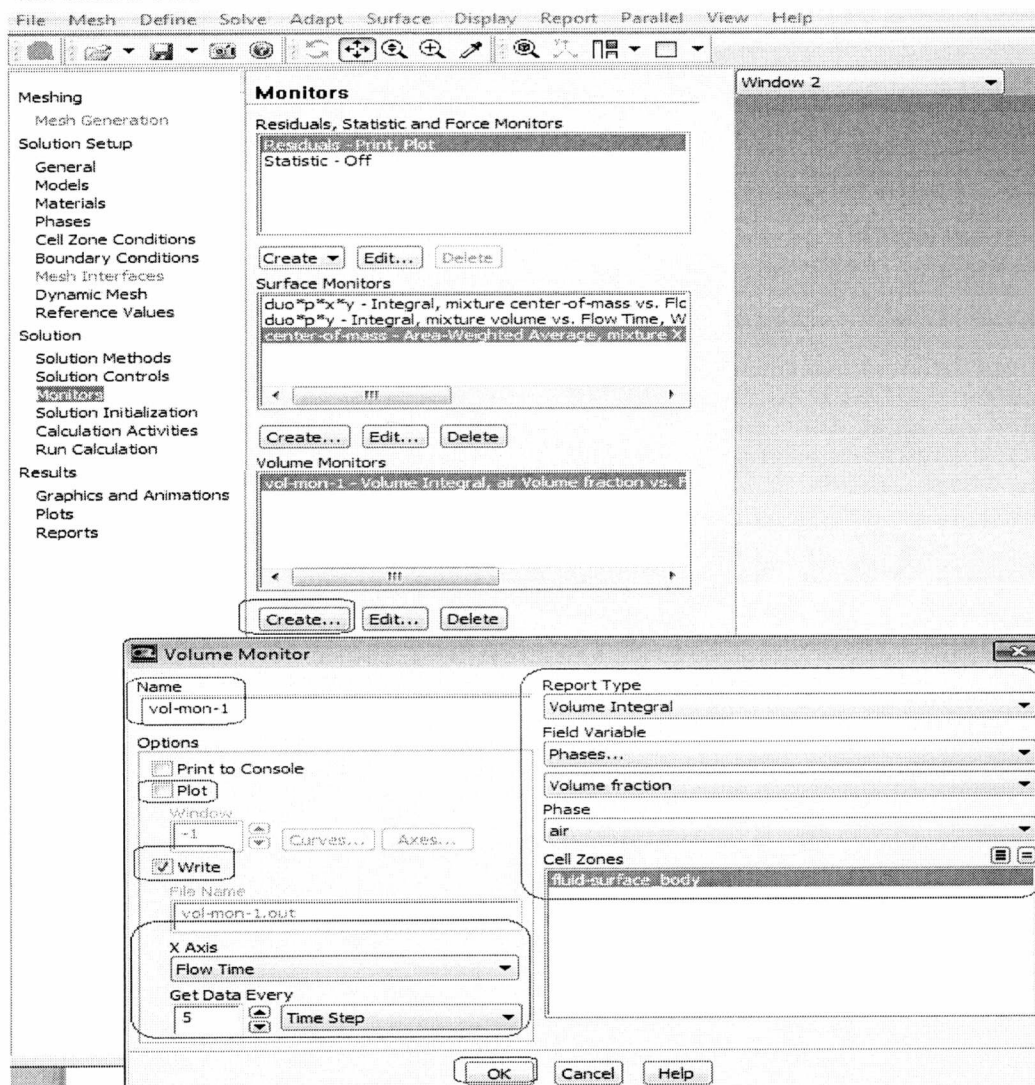 File Mesh Define Solve Adapt Surface Display Report Parallel View Help
Meshing
Mesh Generation
Solution Setup
General
Models
Materials
Phases
Cell Zone Conditions
Boundary Conditions
Mesh Interfaces
Dynamic Mesh
Reference Values
Solution
Solution Methods
Solution Controls
Monitors
Solution Initialization
Calculation Activities
Run Calculation
Results
Graphics and Animations
Plots
Reports
Monitors
Residuals, Statistic and Force Monitors
Residuals - Print, Plot
Statistic - Off
Create Edit... Delete
Surface Monitors
duo*p*x*y - Integral, mixture center-of-mass vs. Flo
duo*p*y - Integral, mixture volume vs. Flow Time, W
center-of-mass - Area-Weighted Average, mixture X
Create... Edit... Delete
Volume Monitors
vol-mon-1 - Volume Integral, air Volume fraction vs. F
Create... Edit... Delete
Window 2
Volume Monitor
Name
vol-mon-1
Options
Print to Console
Plot
Window
-1 Curves... Axes...
Write
File Name
vol-mon-1.out
X Axis
Flow Time
Get Data Every
5 Time Step
Report Type
Volume Integral
Field Variable
Phases...
Volume fraction
Phase
air
Cell Zones
fluid-surface_body
OK Cancel Help